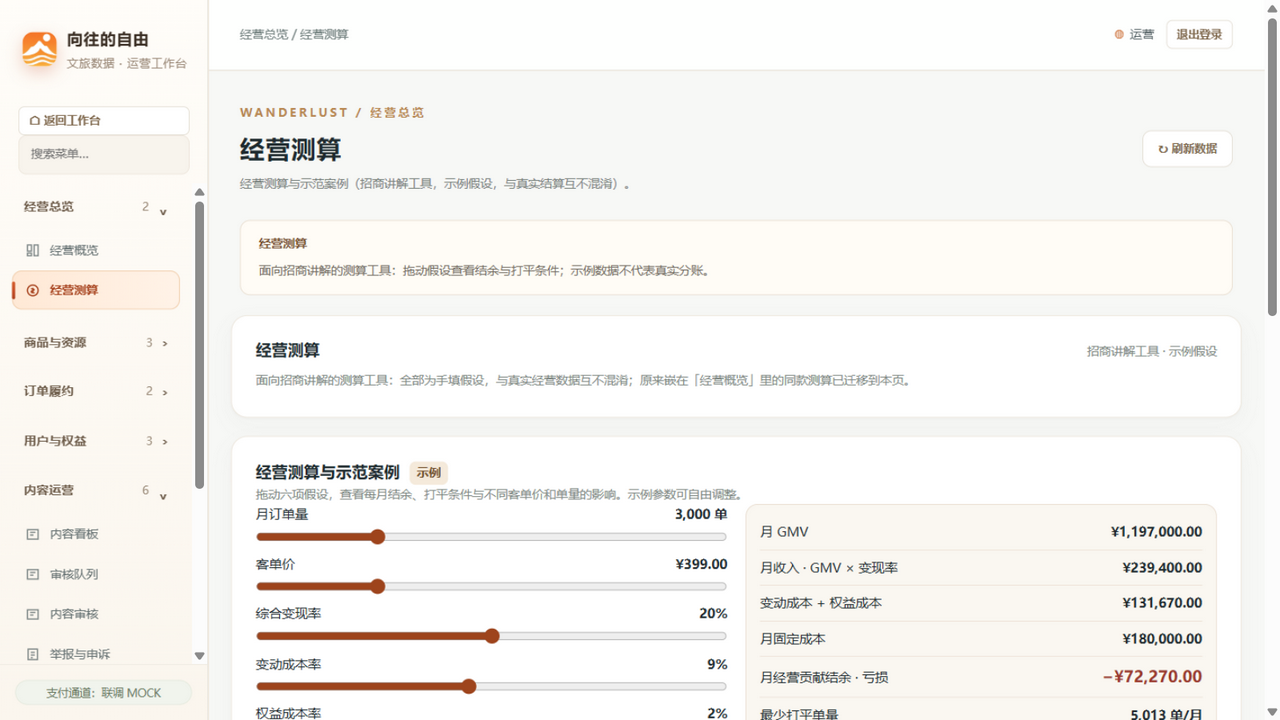 向往的自由
文旅数据 · 运营工作台
返回工作台
搜索菜单...
经营总览 2
经营概览
经营测算
商品与资源 3
订单履约 2
用户与权益 3
内容运营 6
内容看板
审核队列
内容审核
举报与申诉
支付通道：联调 MOCK
经营总览 / 经营测算
运营
退出登录
WANDERLUST / 经营总览
经营测算
↻ 刷新数据
经营测算与示范案例（招商讲解工具，示例假设，与真实结算互不混淆）。
经营测算
面向招商讲解的测算工具：拖动假设查看结余与打平条件；示例数据不代表真实分账。
经营测算
招商讲解工具 · 示例假设
面向招商讲解的测算工具：全部为手填假设，与真实经营数据互不混淆；原来嵌在「经营概览」里的同款测算已迁移到本页。
经营测算与示范案例 示例
拖动六项假设，查看每月结余、打平条件与不同客单价和单量的影响。示例参数可自由调整。
月订单量 3,000 单
客单价 ¥399.00
综合变现率 20%
变动成本率 9%
权益成本率 2%
月 GMV ¥1,197,000.00
月收入 · GMV × 变现率 ¥239,400.00
变动成本 + 权益成本 ¥131,670.00
月固定成本 ¥180,000.00
月经营贡献结余 · 亏损 −¥72,270.00
最少打平单量 5,013 单/月